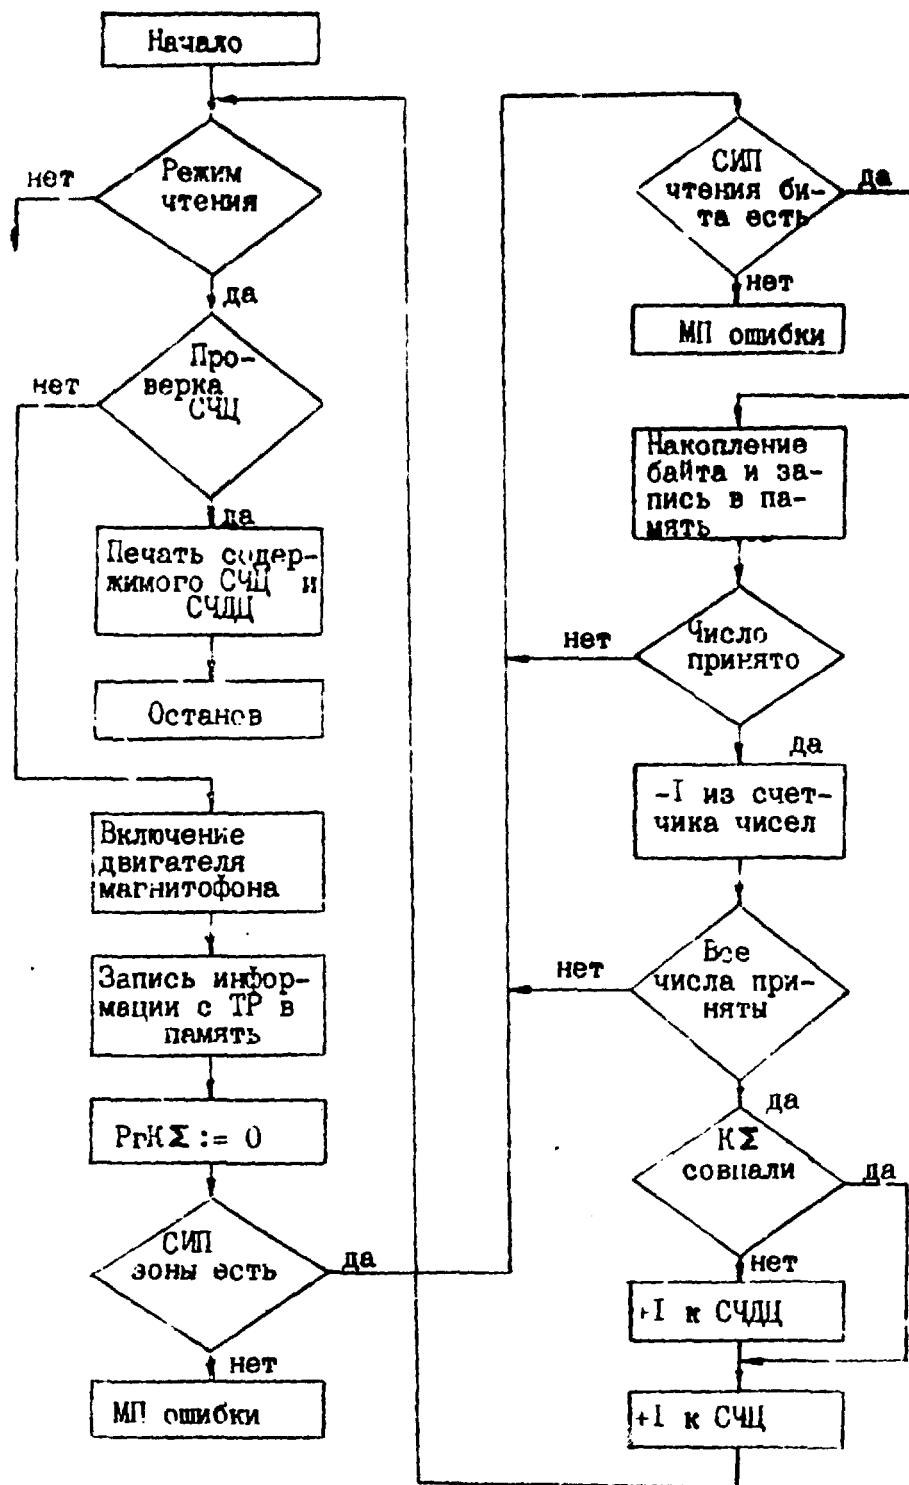 Начало
нет
Режим
чтения
да
нет
Про-
верка
СЧЦ
да
Печать содер-
жимого СЧЦ и
СЧДЦ
Останов
Включение
двигателя
магнитофона
Запись инфор-
мации с ТР в
память
РгКΣ := 0
СИП
зоны есть
да
нет
МП ошибки
СИП
чтения би-
та есть
да
нет
МП ошибки
Накопление
байта и за-
пись в па-
мять
нет
Число
принято
да
-I из счет-
чика чисел
нет
Все
числа при-
няты
да
КΣ
совпали
да
нет
+I к СЧДЦ
+I к СЧЦ